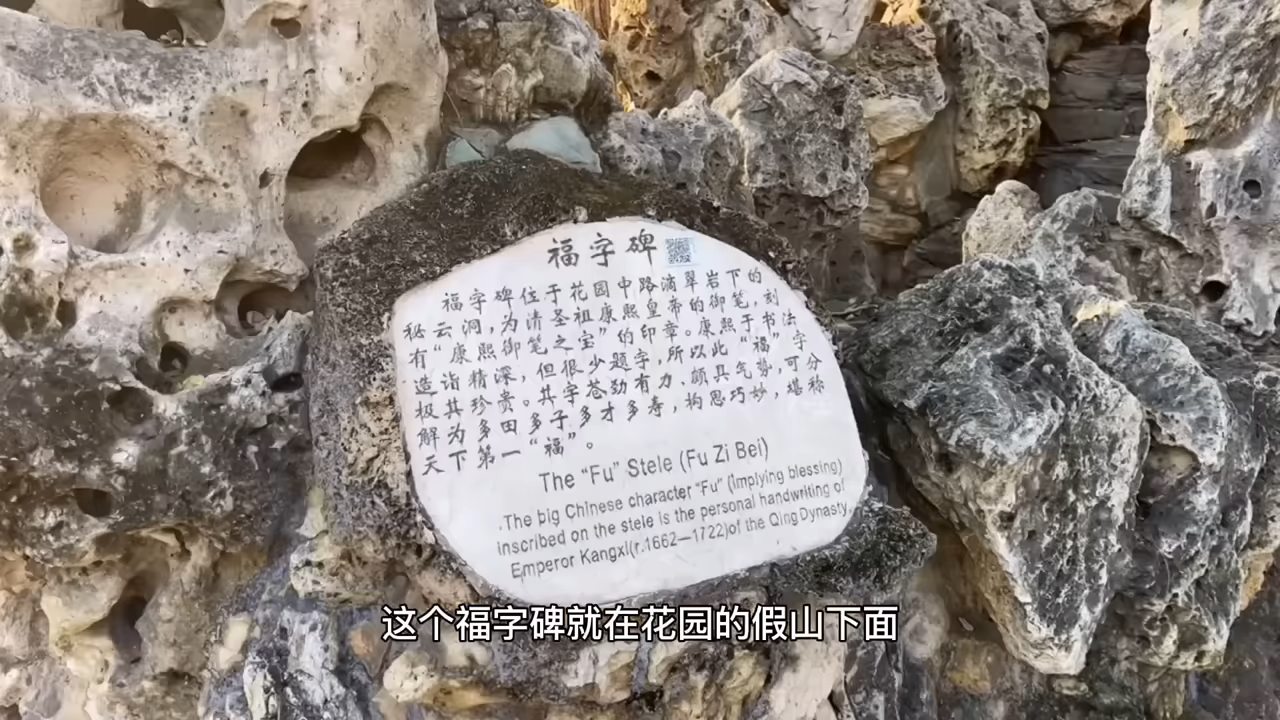 福字碑
福字碑位于花园中路滴翠岩下的
秘云洞，为清圣祖康熙皇帝的御笔，刻
有“康熙御笔之宝”的印章。康熙于书法
造诣精深，但很少题字，所以此“福”字
极其珍贵。其字苍劲有力、颇具气势，可分
解为多田多子多才多寿，构思巧妙，堪称
天下第一“福”。
The “Fu” Stele (Fu Zi Bei)
.The big Chinese character “Fu” (implying blessing)
inscribed on the stele is the personal handwriting of
Emperor Kangxi(r.1662—1722)of the Qing Dynasty.
这个福字碑就在花园的假山下面